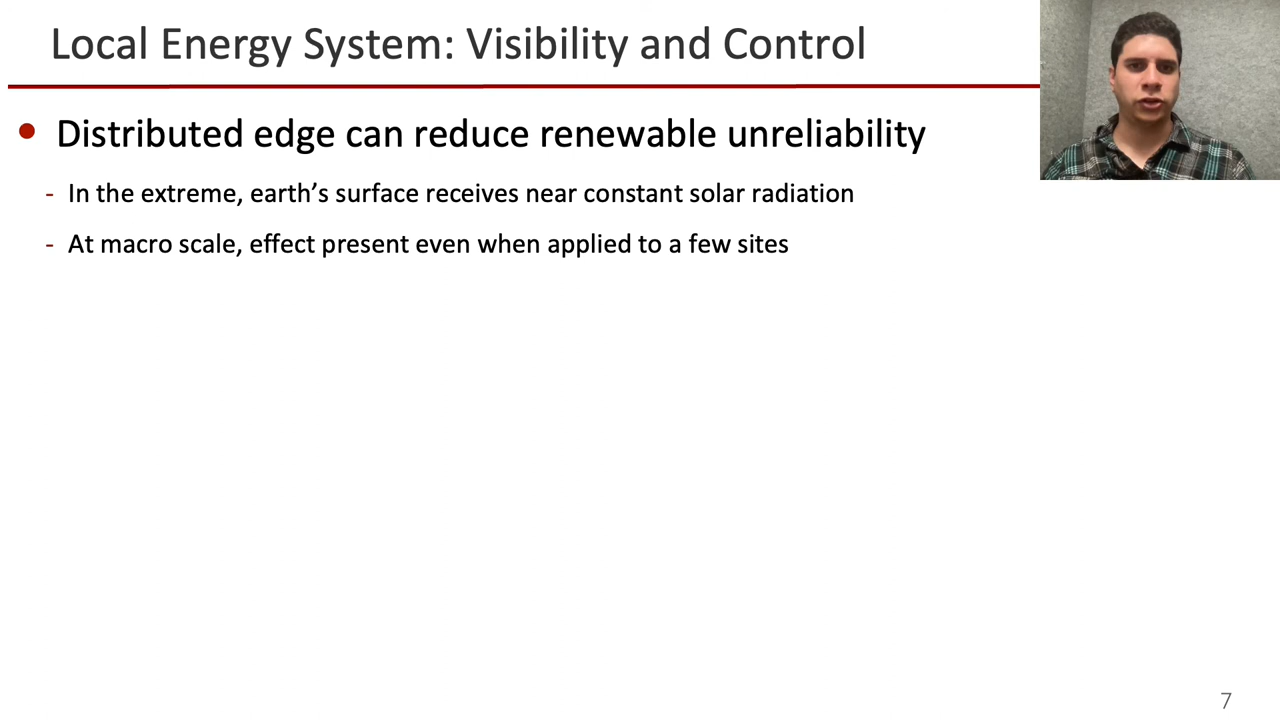 Local Energy System: Visibility and Control
• Distributed edge can reduce renewable unreliability
- In the extreme, earth’s surface receives near constant solar radiation
- At macro scale, effect present even when applied to a few sites
7